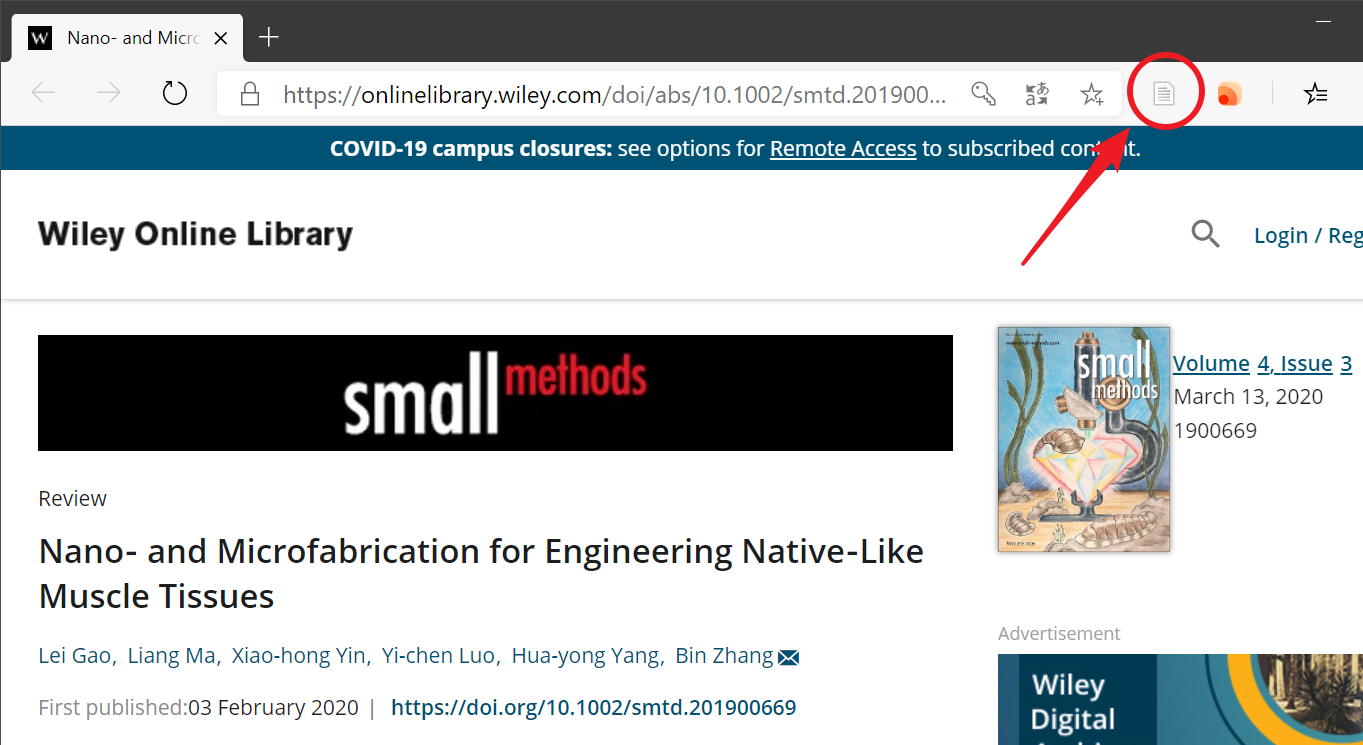 W Nano- and Micro
https://onlinelibrary.wiley.com/doi/abs/10.1002/smtd.201900...
COVID-19 campus closures: see options for Remote Access to subscribed
Wiley Online Library
Login / Reg
small methods
small
methods
WILEY-VCH
Volume 4, Issue 3
March 13, 2020
1900669
Review
Nano- and Microfabrication for Engineering Native-Like
Muscle Tissues
Lei Gao, Liang Ma, Xiao-hong Yin, Yi-chen Luo, Hua-yong Yang, Bin Zhang
First published:03 February 2020 | https://doi.org/10.1002/smtd.201900669
Advertisement
Wiley
Digital